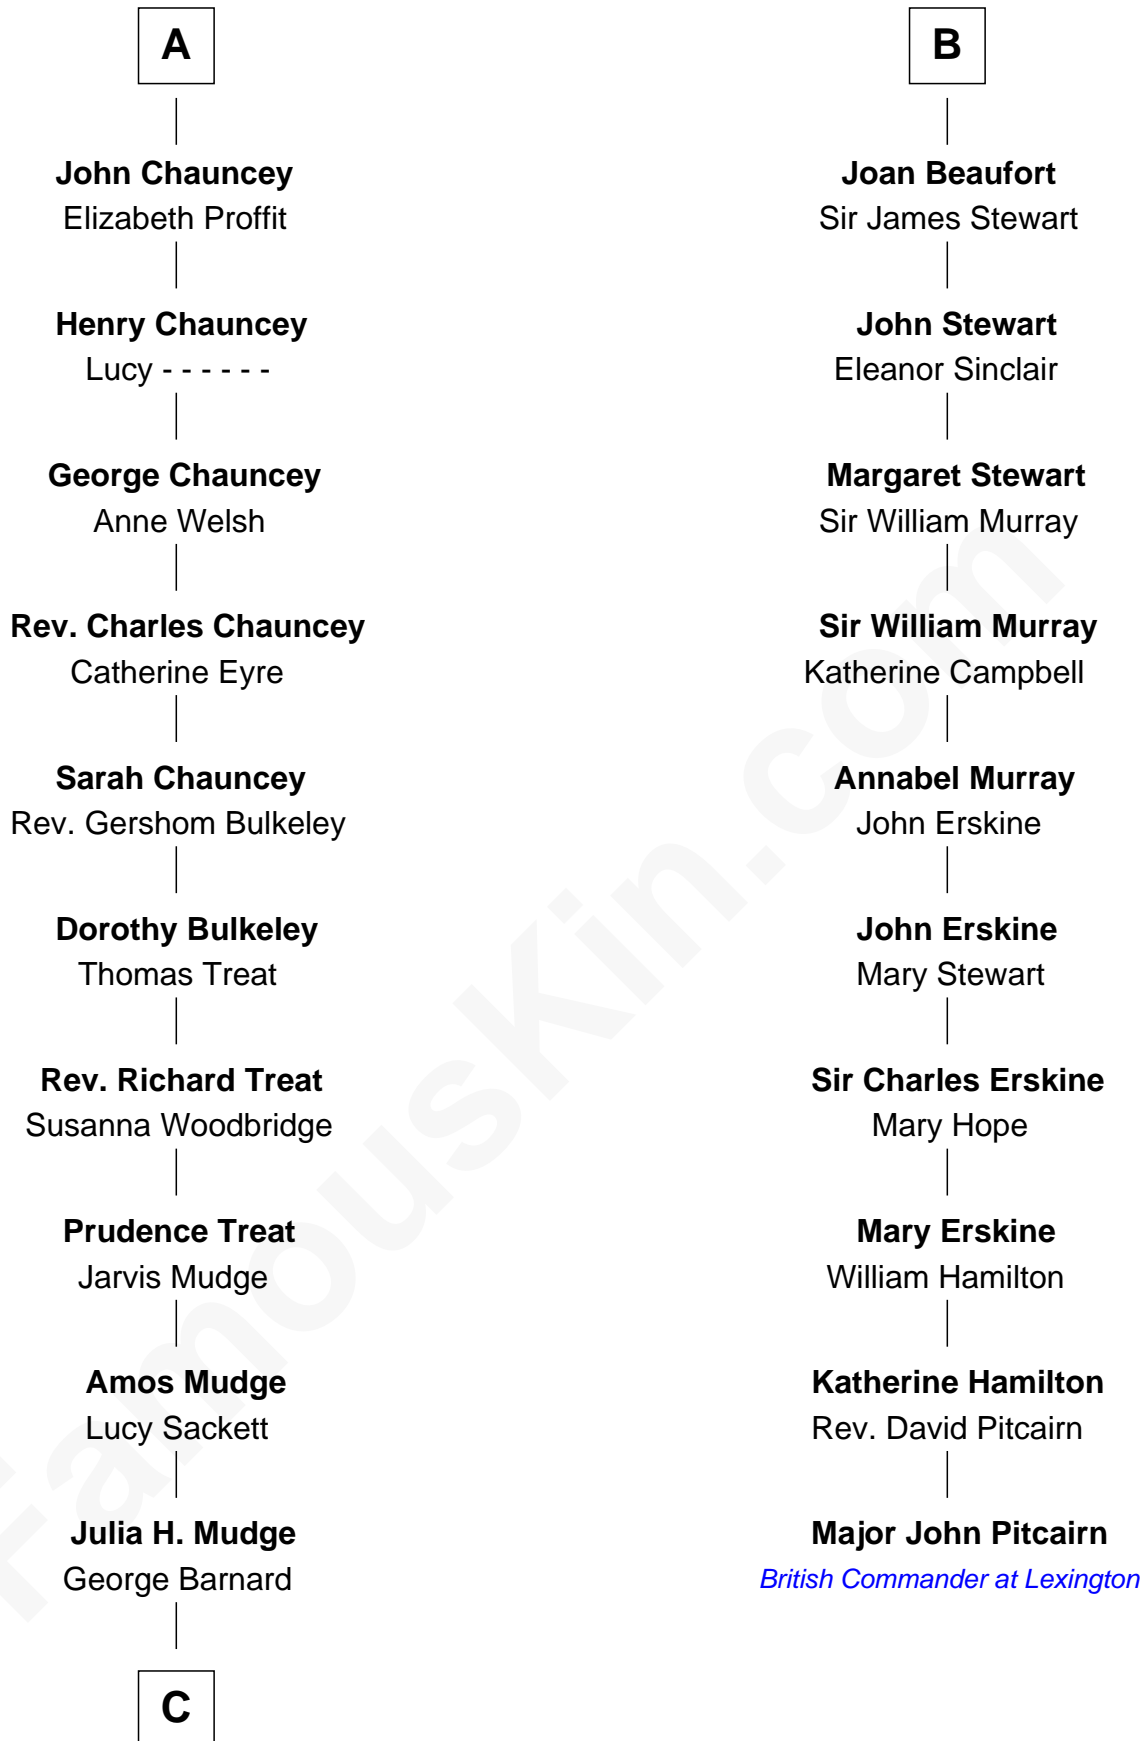 A
John Chauncey
Elizabeth Proffit
Henry Chauncey
Lucy - - - - - -
George Chauncey
Anne Welsh
Rev. Charles Chauncey
Catherine Eyre
Sarah Chauncey
Rev. Gershom Bulkeley
Dorothy Bulkeley
Thomas Treat
Rev. Richard Treat
Susanna Woodbridge
Prudence Treat
Jarvis Mudge
Amos Mudge
Lucy Sackett
Julia H. Mudge
George Barnard
C
B
Joan Beaufort
Sir James Stewart
John Stewart
Eleanor Sinclair
Margaret Stewart
Sir William Murray
Sir William Murray
Katherine Campbell
Annabel Murray
John Erskine
John Erskine
Mary Stewart
Sir Charles Erskine
Mary Hope
Mary Erskine
William Hamilton
Katherine Hamilton
Rev. David Pitcairn
Major John Pitcairn
British Commander at Lexington
FamousKin.com